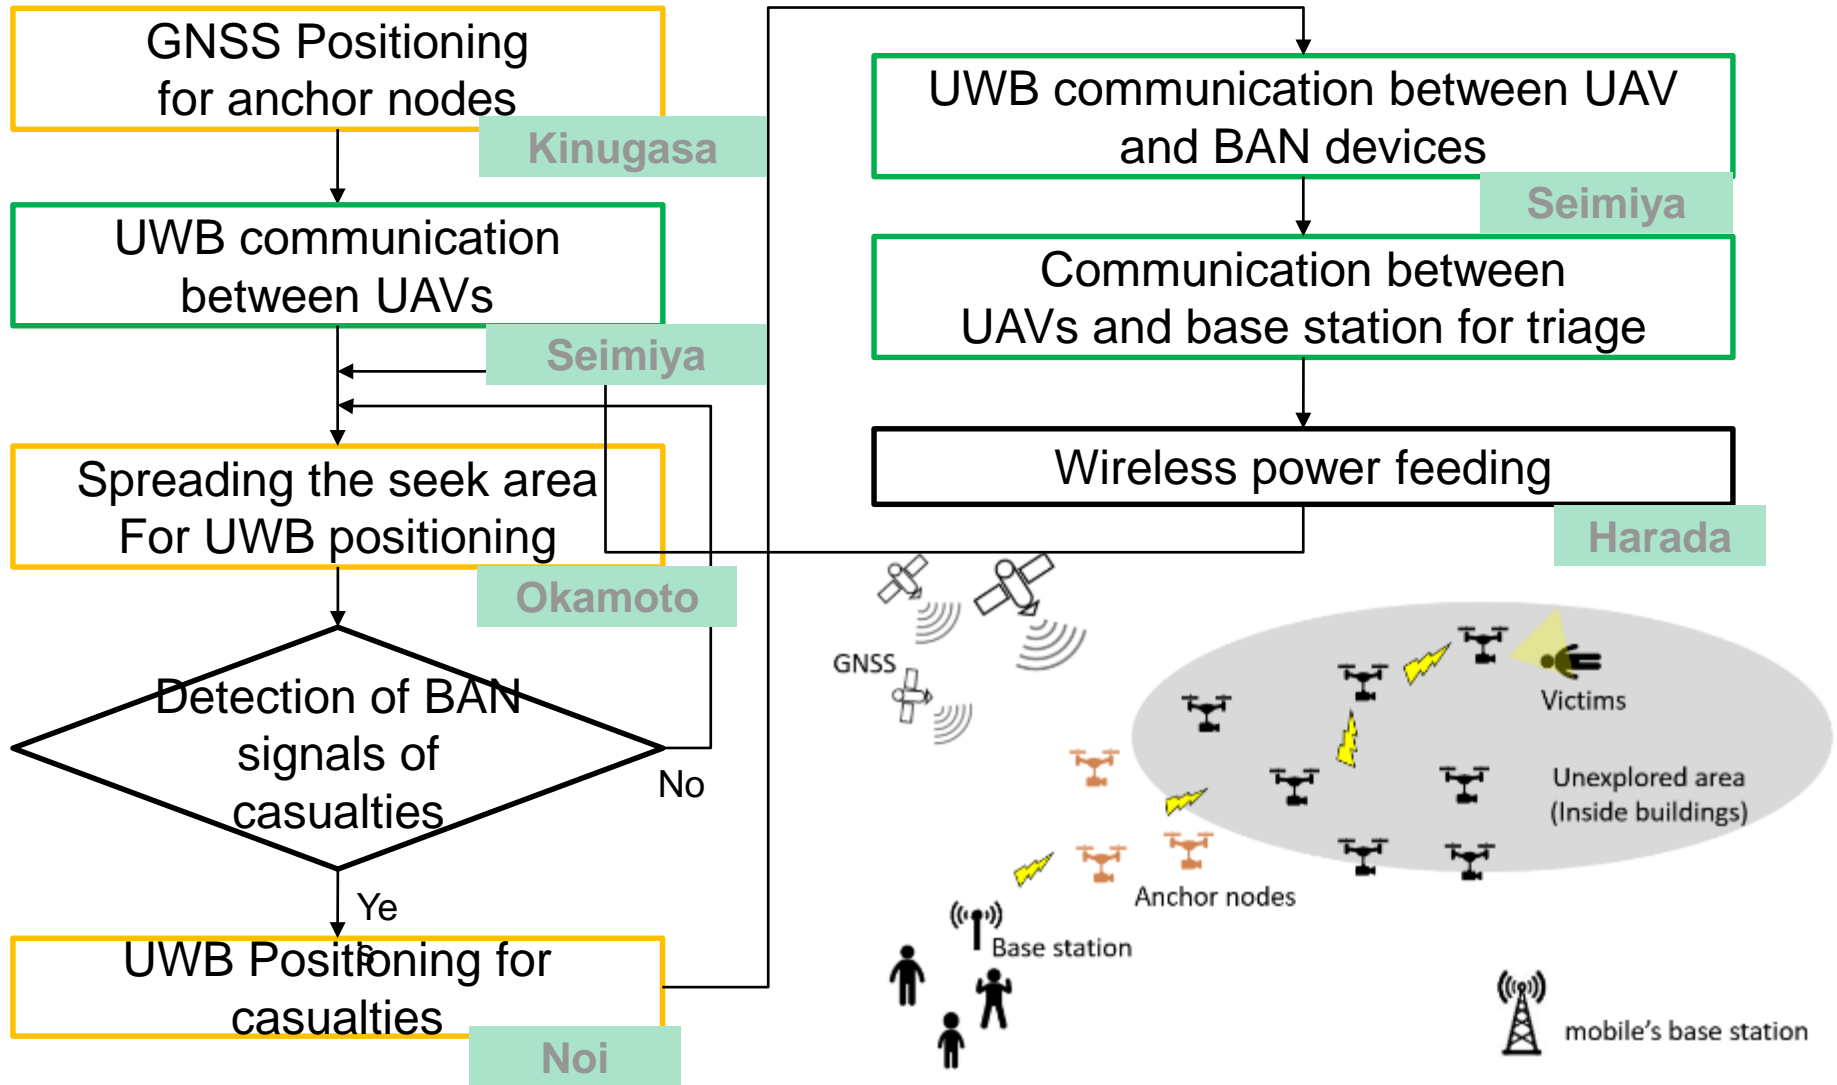 GNSS Positioning
for anchor nodes
Kinugasa
UWB communication
between UAVs
Seimiya
Spreading the seek area
For UWB positioning
Okamoto
Detection of BAN
signals of
casualties
No
Ye
s
UWB Positioning for
casualties
Noi
UWB communication between UAV
and BAN devices
Seimiya
Communication between
UAVs and base station for triage
Wireless power feeding
Harada
GNSS
Victims
Unexplored area
(Inside buildings)
Anchor nodes
Base station
mobile's base station